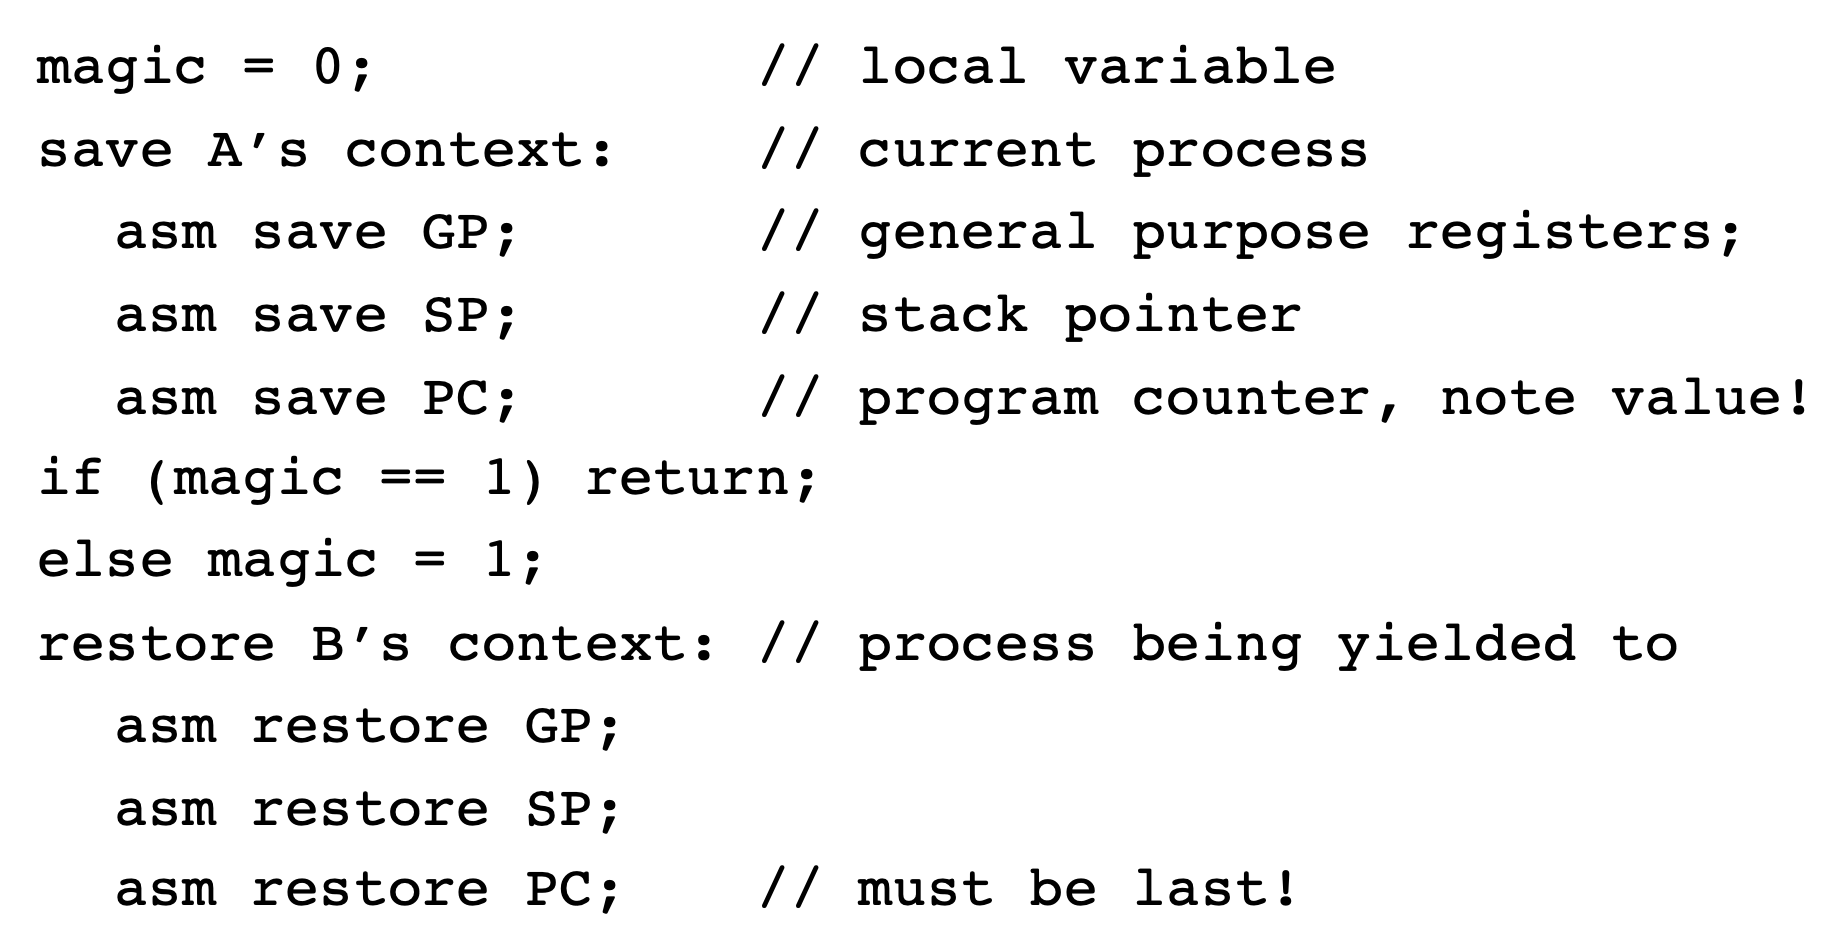 magic = 0; // local variable
save A’s context: // current process
asm save GP; // general purpose registers;
asm save SP; // stack pointer
asm save PC; // program counter, note value!
if (magic == 1) return;
else magic = 1;
restore B’s context: // process being yielded to
asm restore GP;
asm restore SP;
asm restore PC; // must be last!